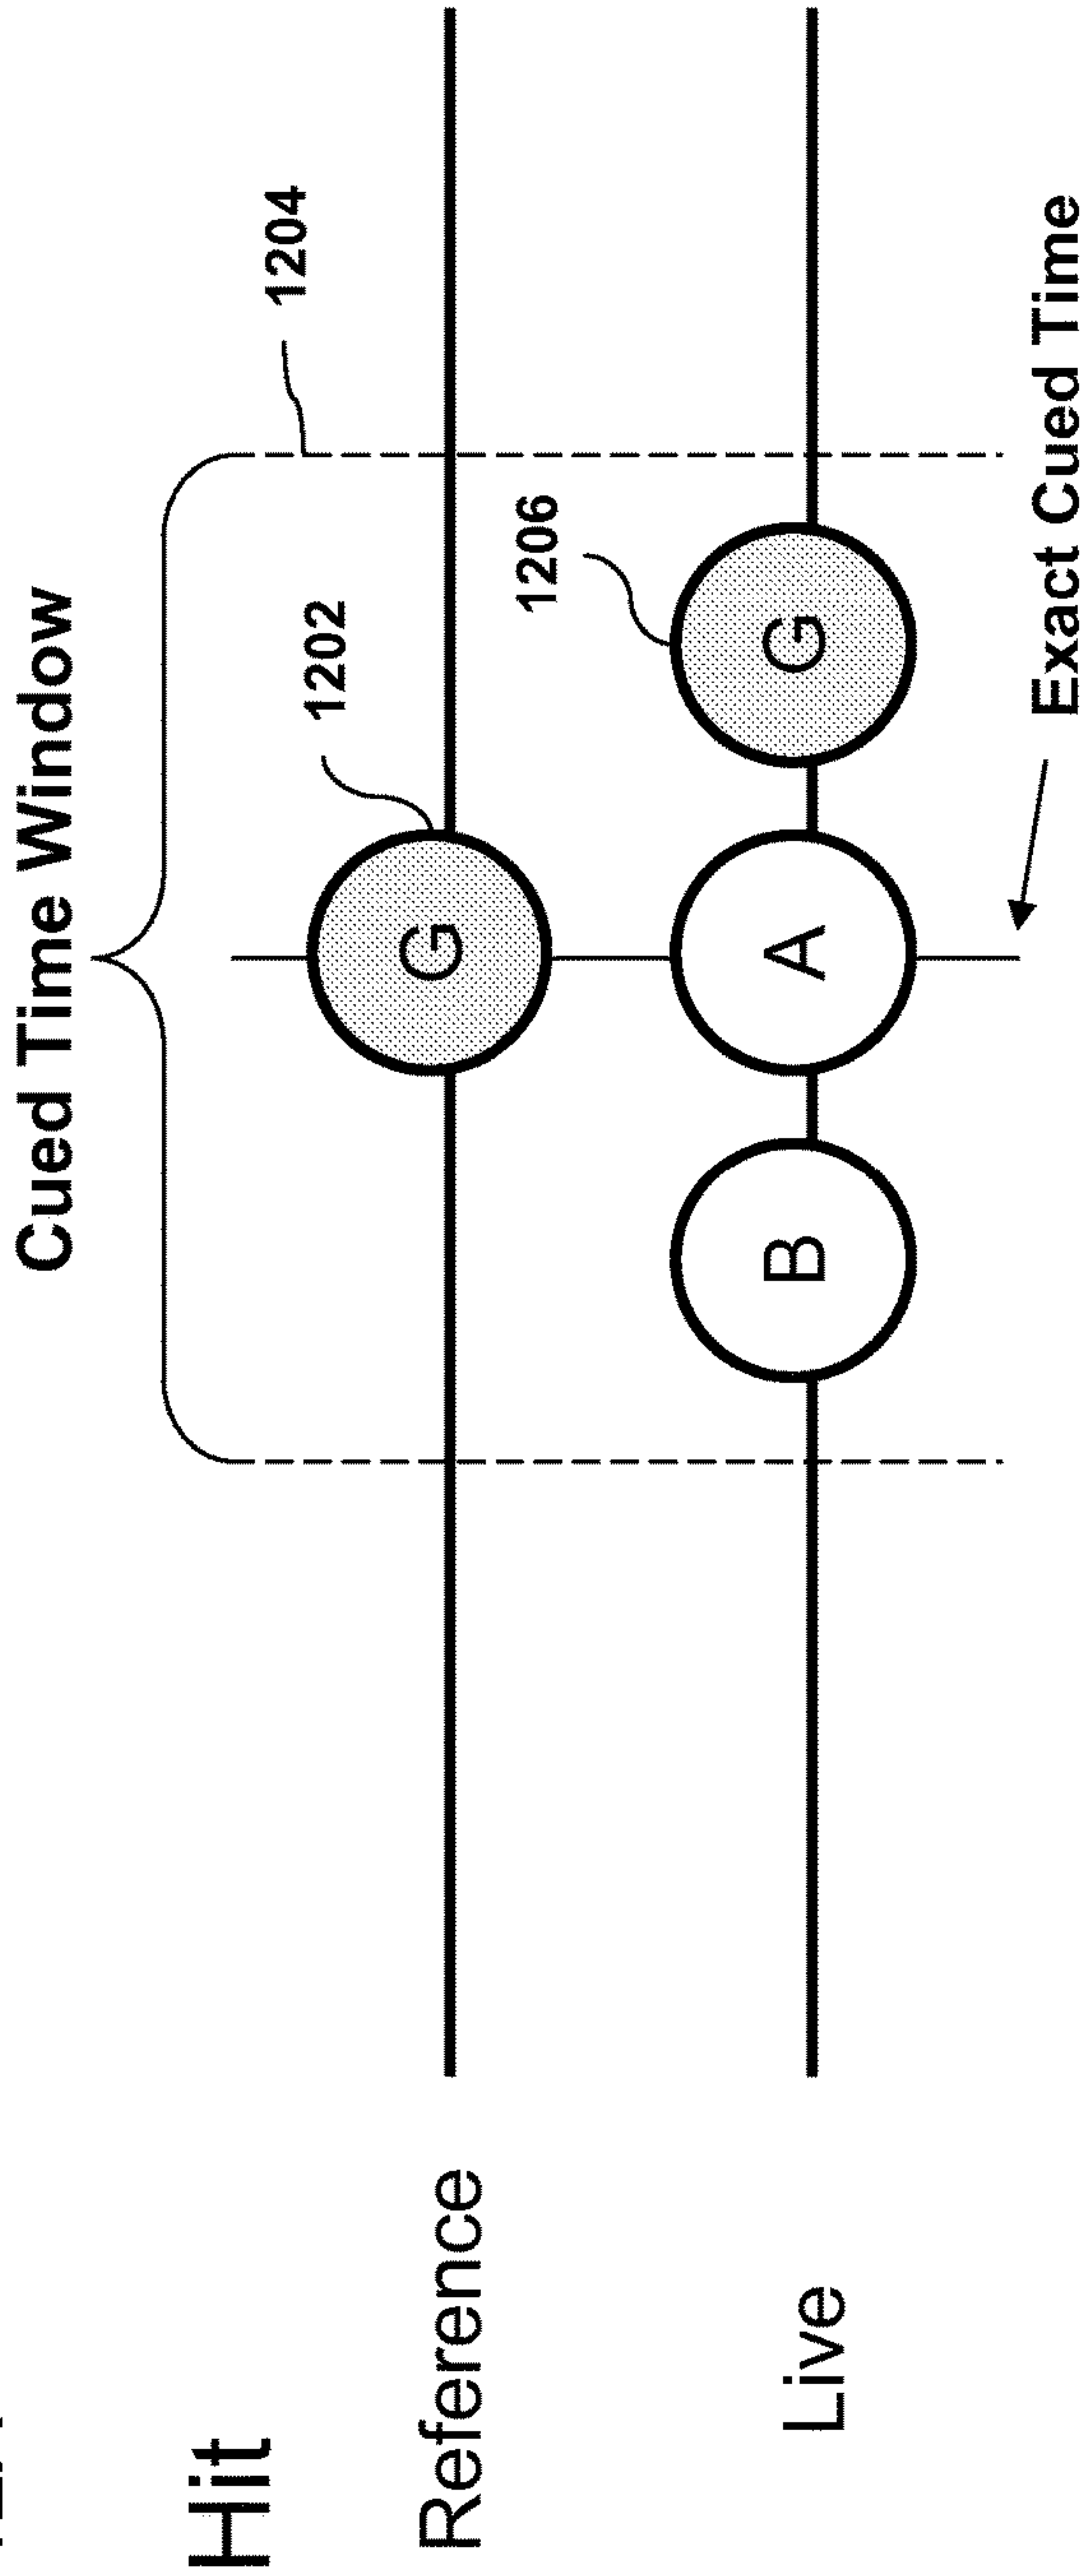 Hit
Cued Time Window
1204
1202
Reference
G
1206
Live
B
A
G
Exact Cued Time